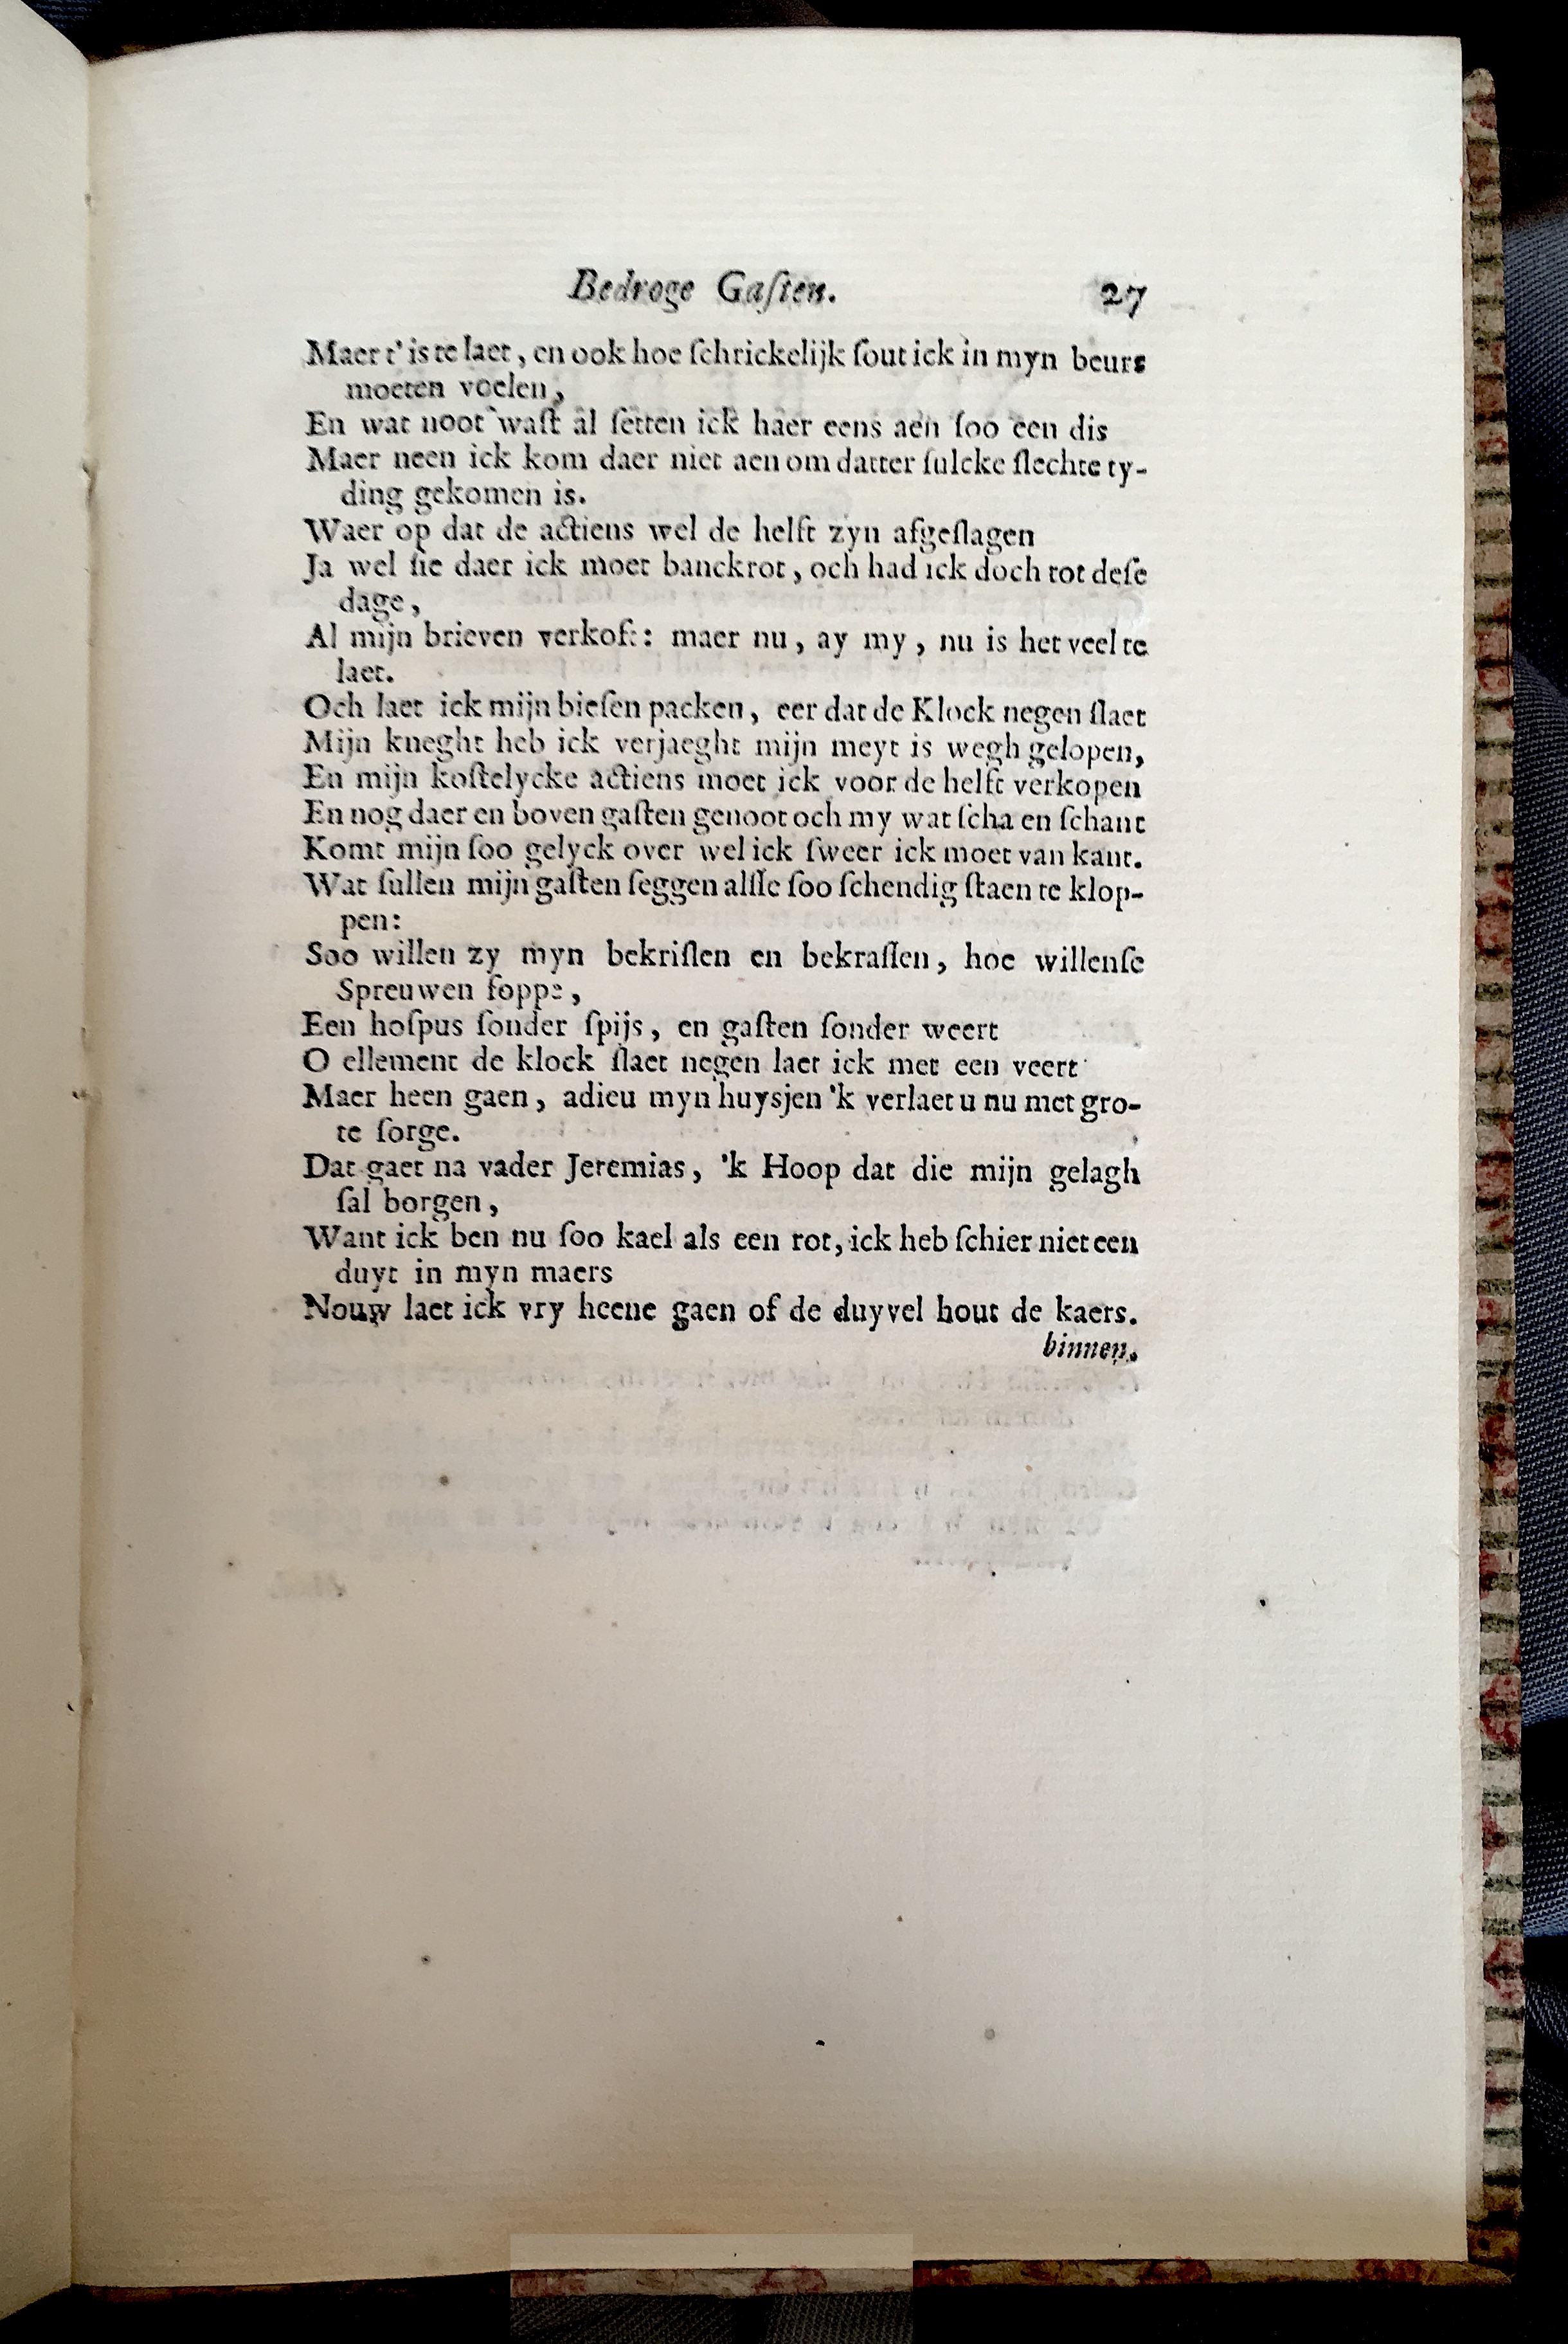 Bedroge Gaſten. 27
Maer t' is te laet, en ook hoe ſchrickelijk ſout ick in myn beurs
moeten voelen,
En wat noot waſt al ſetten ick haer eens aen ſoo een dis
Maer neen ick kom daer niet aen om datter ſulcke ſlechte ty-
ding gekomen is.
Waer op dat de actiens wel de helft zyn afgeſlagen
Ja wel ſie daer ick moet banckrot, och had ick doch tot deſe
dage,
Al mijn brieven verkoft: maer nu, ay my, nu is het veel te
laet.
Och laet ick mijn bieſen packen, eer dat de Klock negen ſlaet
Mijn kneght heb ick verjaeght mijn meyt is wegh gelopen,
En mijn koſtelycke actiens moet ick voor de helft verkopen
En nog daer en boven gaſten genoot och my wat ſcha en ſchant
Komt mijn ſoo gelyck over wel ick ſweer ick moet van kant.
Wat ſullen mijn gaſten ſeggen alſſe ſoo ſchendig ſtaen te klop-
pen:
Soo willen zy myn bekriſſen en bekraſſen, hoe willenſe
Spreuwen foppe,
Een hoſpus ſonder ſpijs, en gaſten ſonder weert
O ellement de klock ſlaet negen laet ick met een veert
Maer heen gaen, adieu myn huysjen 'k verlaet u nu met gro-
te ſorge.
Dat gaet na vader Jeremias, 'k Hoop dat die mijn gelagh
ſal borgen,
Want ick ben nu ſoo kael als een rot, ick heb ſchier niet een
duyt in myn maers
Nouw laet ick vry heene gaen of de duyvel hout de kaers.
binnen.